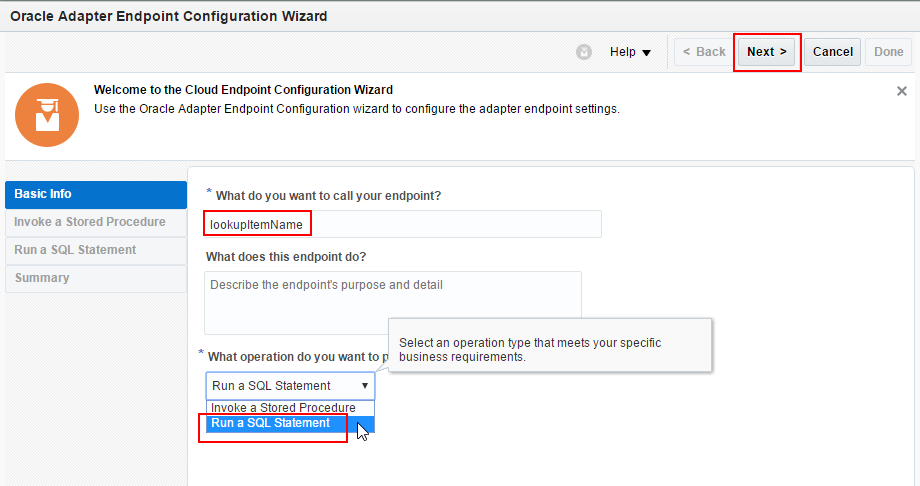 Oracle Adapter Endpoint Configuration Wizard
Help
< Back
Next >
Cancel
Done
Welcome to the Cloud Endpoint Configuration Wizard
Use the Oracle Adapter Endpoint Configuration wizard to configure the adapter endpoint settings.
Basic Info
Invoke a Stored Procedure
Run a SQL Statement
Summary
* What do you want to call your endpoint?
lookupItemName
What does this endpoint do?
Describe the endpoint's purpose and detail
Select an operation type that meets your specific
business requirements.
* What operation do you want to p
Run a SQL Statement
Invoke a Stored Procedure
Run a SQL Statement